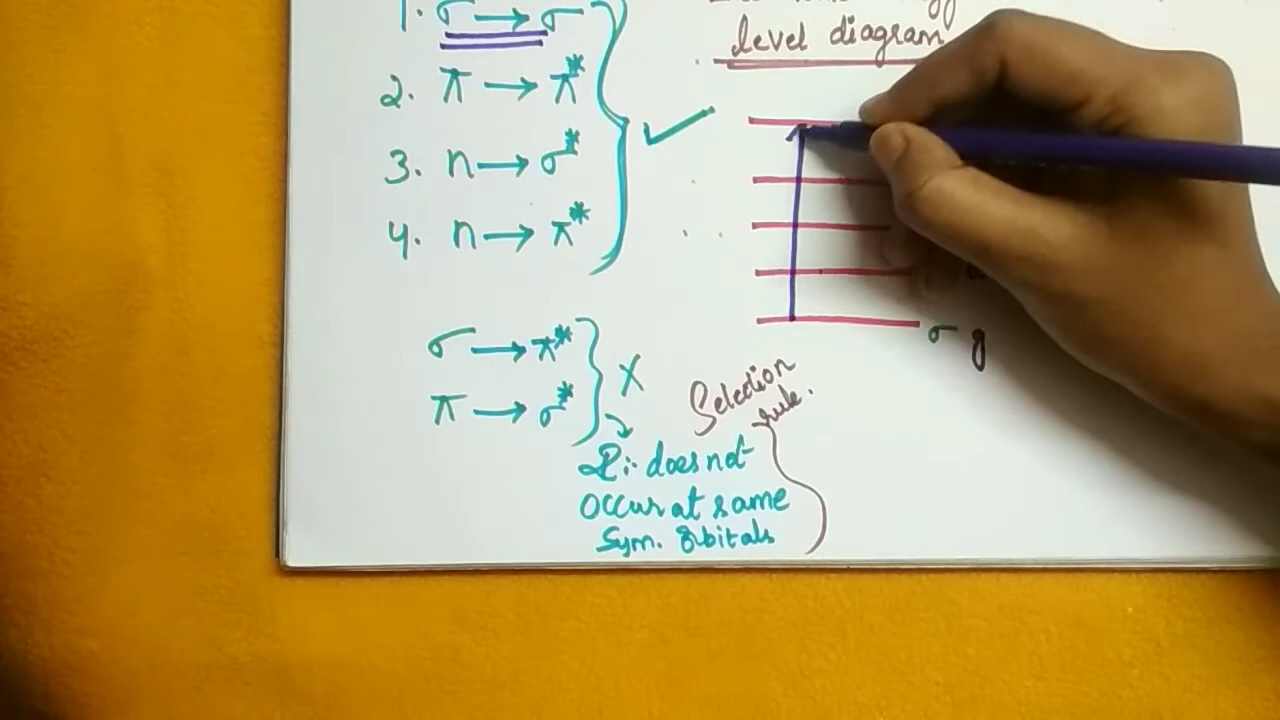 1. σ → σ
2. π → π*
3. n → σ*
4. n → π*
σ → π*
π → σ*
X
does not
Occur at same
Sym. Orbitals
Selection
rule.
level diagram
σ g